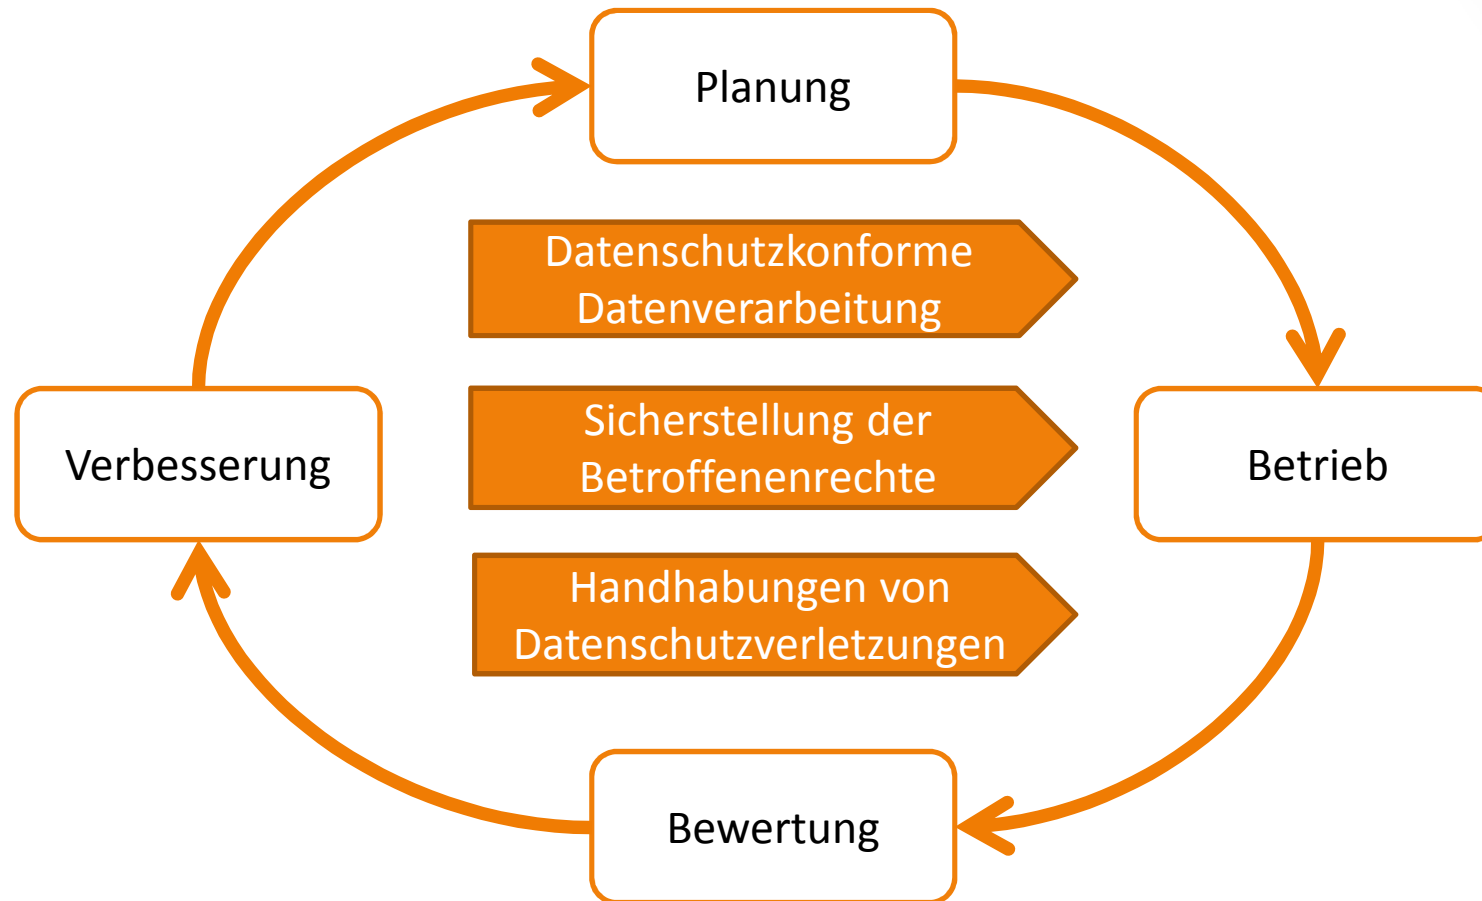 Planung
Datenschutzkonforme
Datenverarbeitung
Verbesserung
Sicherstellung der
Betroffenenrechte
Betrieb
Handhabungen von
Datenschutzverletzungen
Bewertung